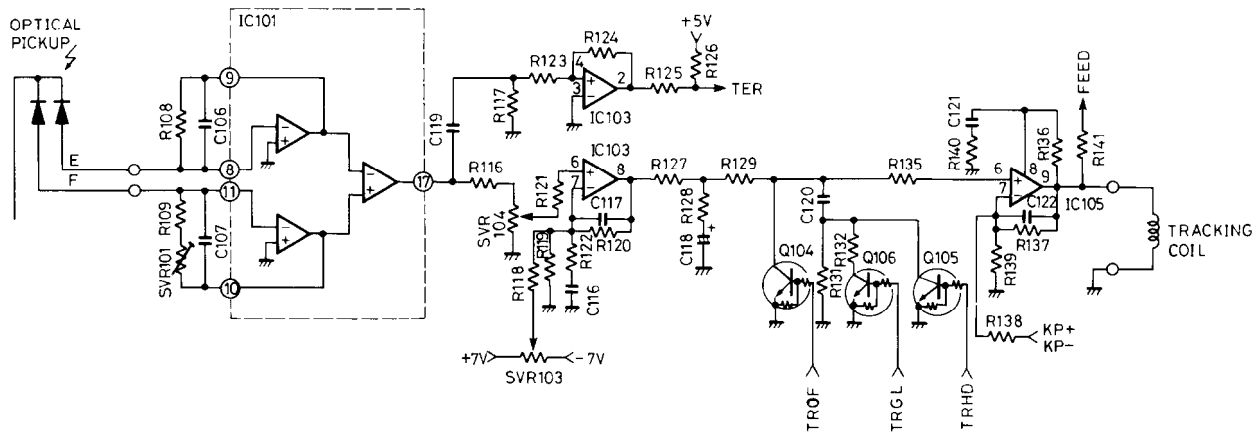 OPTICAL
PICKUP
IC101
+5V
R124
R126
R123
4
3
2
R125
TER
IC103
R117
C119
FEED
9
R108
C106
E
8
F
11
R109
C107
SVR101
10
17
R116
SVR
104
R121
IC103
6
7
8
C117
R120
R118
R119
R122
C116
R127
R129
R128
C118
+
C120
R135
C121
R140
R136
R141
6
7
8
9
IC105
C122
R137
R139
TRACKING
COIL
Q104
R131
R132
Q106
Q105
R138
KP+
KP-
+7V
-7V
SVR103
TROF
TRGL
TRHD